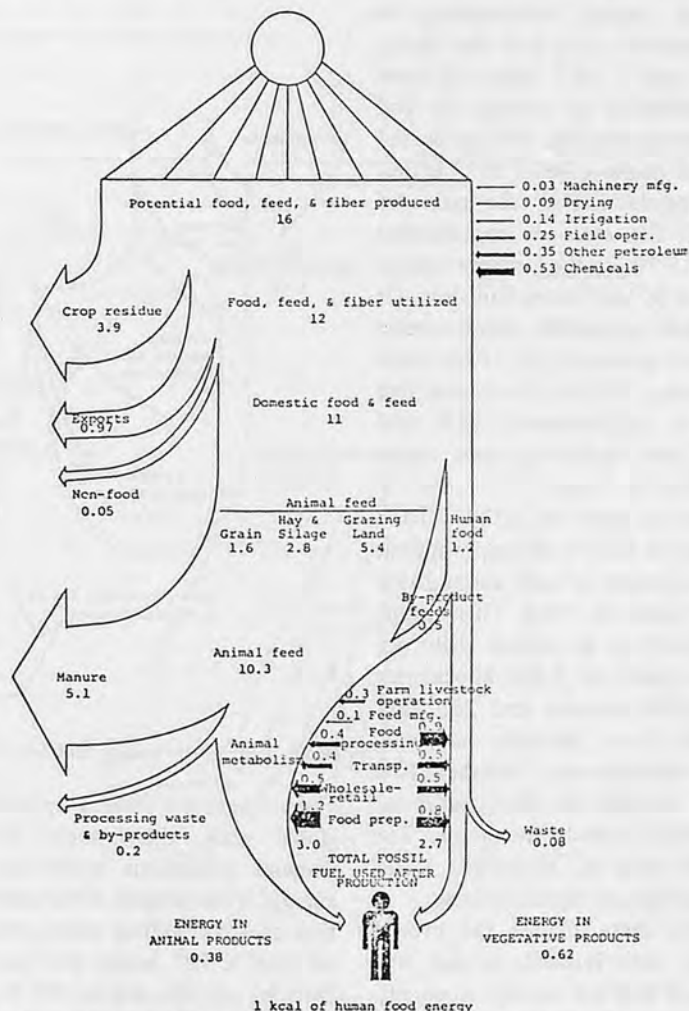 Potential food, feed, & fiber produced
16
0.03 Machinery mfg.
0.09 Drying
0.14 Irrigation
0.25 Field oper.
0.35 Other petroleum
0.53 Chemicals
Crop residue
3.9
Food, feed, & fiber utilized
12
Exports
0.97
Domestic food & feed
11
Non-food
0.05
Animal feed
Grain
1.6
Hay &
Silage
2.8
Grazing
Land
5.4
Human
food
1.2
By-product
feeds
0.5
Manure
5.1
Animal feed
10.3
0.3 Farm livestock
operation
0.1 Feed mfg.
0.4 Food processing 0.9
0.4 Transp. 0.5
0.5 Wholesale-retail 0.5
1.2 Food prep. 0.8
3.0 2.7
TOTAL FOSSIL
FUEL USED AFTER
PRODUCTION
Animal
metabolism
Processing waste
& by-products
0.2
Waste
0.08
ENERGY IN
ANIMAL PRODUCTS
0.38
ENERGY IN
VEGETATIVE PRODUCTS
0.62
1 kcal of human food energy